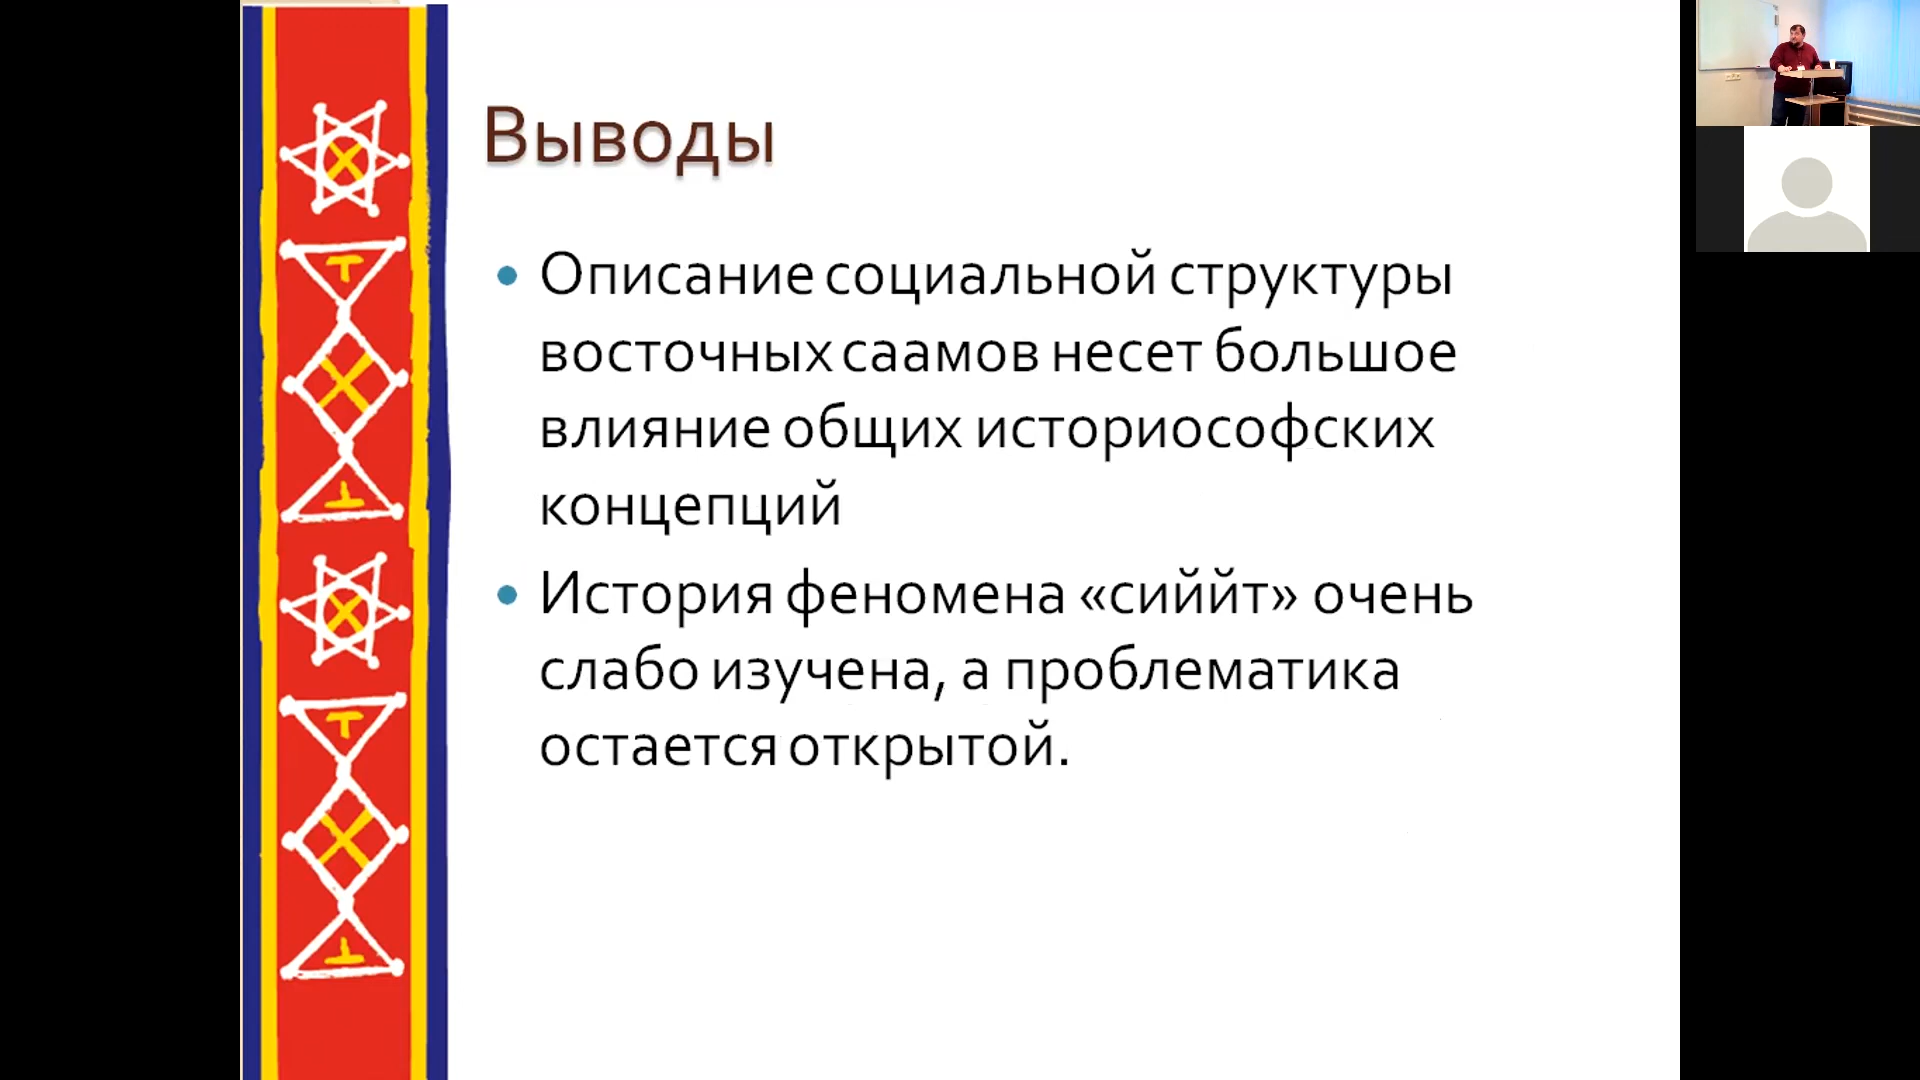 Выводы
Описание социальной структуры
восточных саамов несет большое
влияние общих историософских
концепций
История феномена «сиййт» очень
слабо изучена, а проблематика
остается открытой.